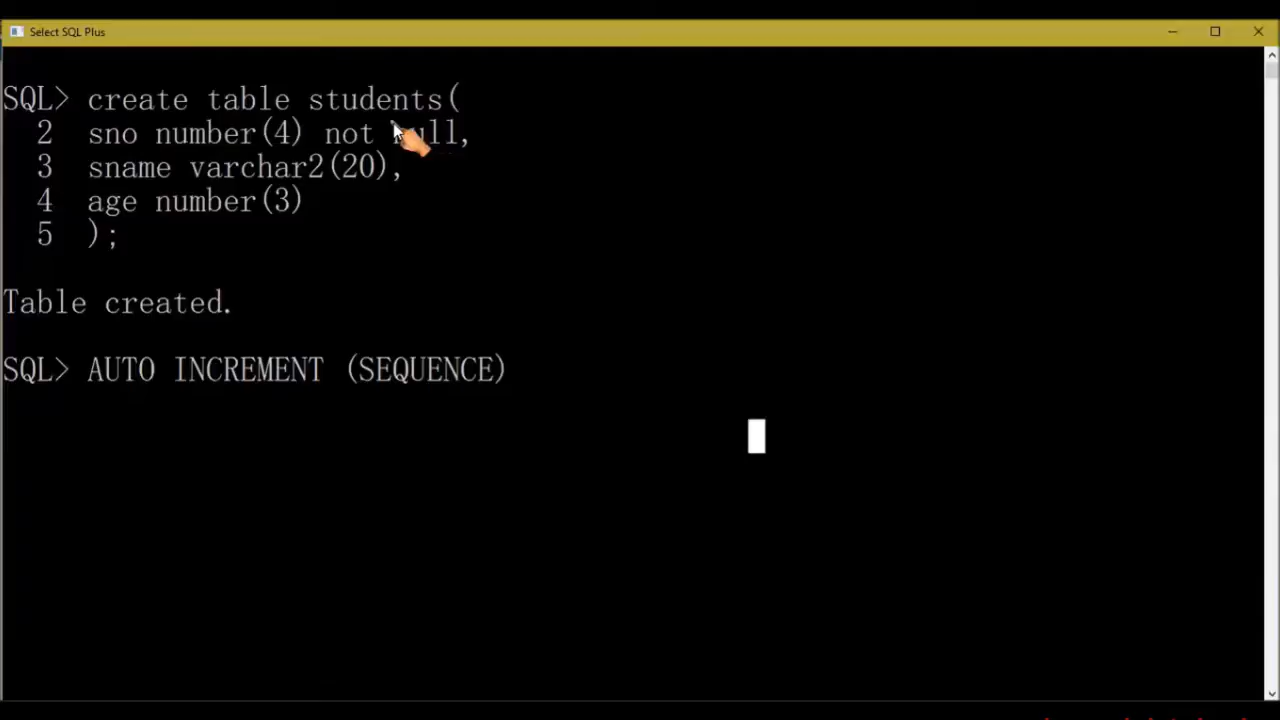 Select SQL Plus
SQL> create table students(
2 sno number(4) not null,
3 sname varchar2(20),
4 age number(3)
5 );
Table created.
SQL> AUTO INCREMENT (SEQUENCE)